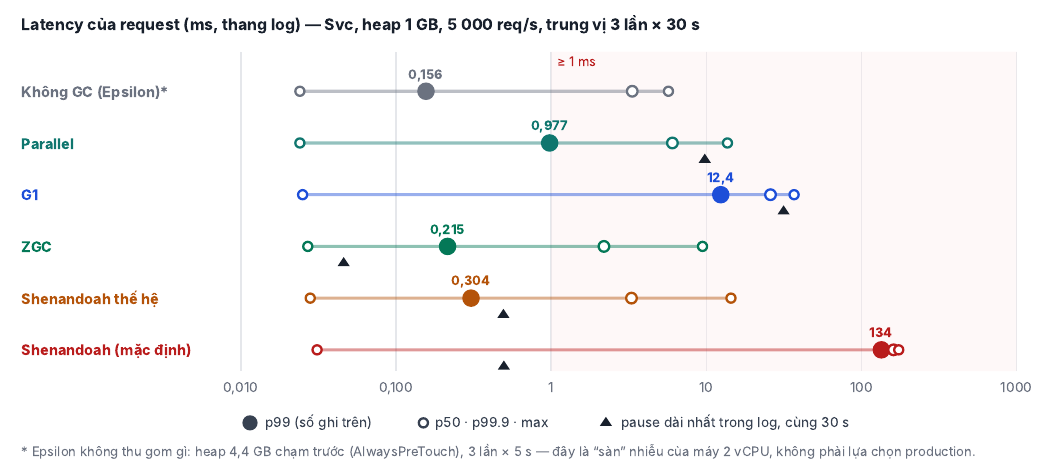 Latency của request (ms, thang log) — Svc, heap 1 GB, 5 000 req/s, trung vị 3 lần × 30 s
≥ 1 ms
Không GC (Epsilon)*
0,156
Parallel
0,977
G1
12,4
ZGC
0,215
Shenandoah thế hệ
0,304
Shenandoah (mặc định)
134
0,010
0,100
1
10
100
1000
p99 (số ghi trên)
p50 · p99.9 · max
pause dài nhất trong log, cùng 30 s
* Epsilon không thu gom gì: heap 4,4 GB chạm trước (AlwaysPreTouch), 3 lần × 5 s — đây là “sàn” nhiễu của máy 2 vCPU, không phải lựa chọn production.